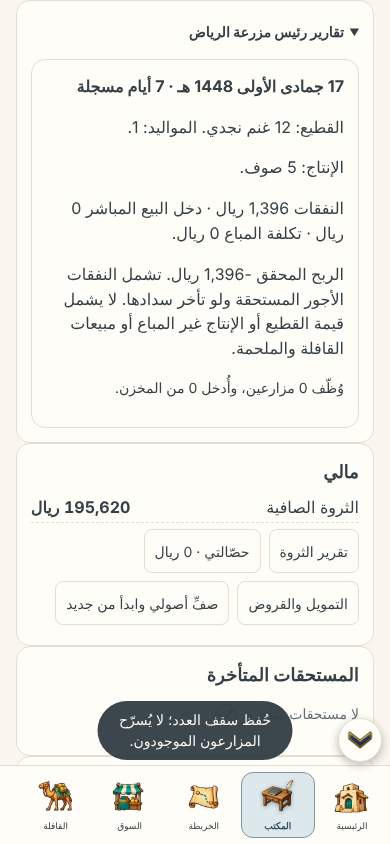 ▼ تقارير رئيس مزرعة الرياض
17 جمادى الأولى 1448 هـ · 7 أيام مسجلة
القطيع: 12 غنم نجدي. المواليد: 1.
الإنتاج: 5 صوف.
النفقات 1,396 ريال · دخل البيع المباشر 0
ريال · تكلفة المباع 0 ريال.
الربح المحقق -1,396 ريال. تشمل النفقات
الأجور المستحقة ولو تأخر سدادها. لا يشمل
قيمة القطيع أو الإنتاج غير المباع أو مبيعات
القافلة والملحمة.
وُظّف 0 مزارعين، وأُدخل 0 من المخزن.
مالي
الثروة الصافية 195,620 ريال
تقرير الثروة
حصّالتي · 0 ريال
التمويل والقروض
صفِّ أصولي وابدأ من جديد
المستحقات المتأخرة
لا مستحقات
حُفظ سقف العدد؛ لا يُسرّح
المزارعون الموجودون.
الرئيسية
المكتب
الخريطة
السوق
القافلة